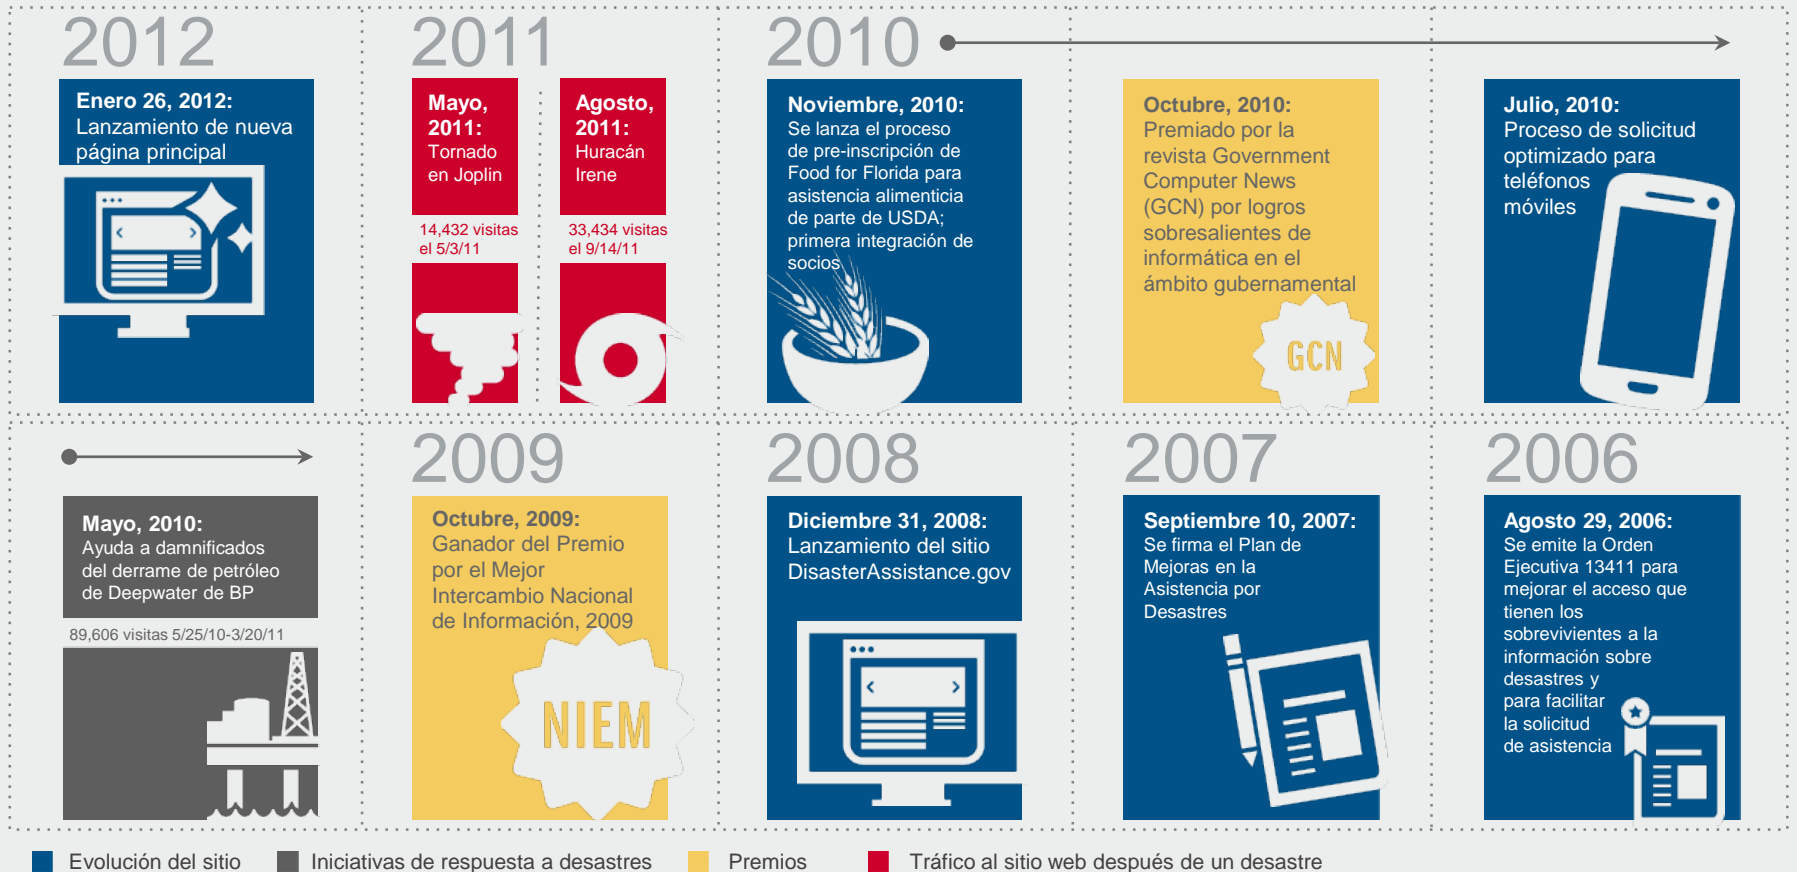 2012
Enero 26, 2012:
Lanzamiento de nueva
página principal
2011
Mayo,
2011:
Tornado
en Joplin
14,432 visitas
el 5/3/11
Agosto,
2011:
Huracán
Irene
33,434 visitas
el 9/14/11
2010
Noviembre, 2010:
Se lanza el proceso
de pre-inscripción de
Food for Florida para
asistencia alimenticia
de parte de USDA;
primera integración de
socios
Octubre, 2010:
Premiado por la
revista Government
Computer News
(GCN) por logros
sobresalientes de
informática en el
ámbito gubernamental
GCN
Julio, 2010:
Proceso de solicitud
optimizado para
teléfonos
móviles
Mayo, 2010:
Ayuda a damnificados
del derrame de petróleo
de Deepwater de BP
89,606 visitas 5/25/10-3/20/11
2009
Octubre, 2009:
Ganador del Premio
por el Mejor
Intercambio Nacional
de Información, 2009
NIEM
2008
Diciembre 31, 2008:
Lanzamiento del sitio
DisasterAssistance.gov
2007
Septiembre 10, 2007:
Se firma el Plan de
Mejoras en la
Asistencia por
Desastres
2006
Agosto 29, 2006:
Se emite la Orden
Ejecutiva 13411 para
mejorar el acceso que
tienen los
sobrevivientes a la
información sobre
desastres y
para facilitar
la solicitud
de asistencia
Evolución del sitio
Iniciativas de respuesta a desastres
Premios
Tráfico al sitio web después de un desastre